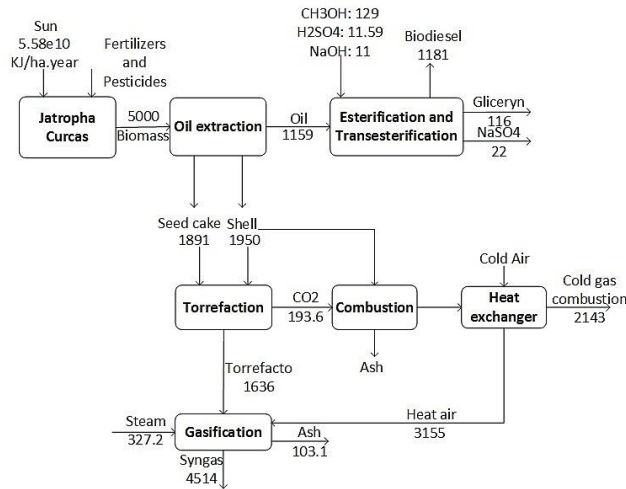 Sun
5.58e10
KJ/ha.year
Fertilizers
and
Pesticides
CH3OH: 129
H2SO4: 11.59
NaOH: 11
Biodiesel
1181
Jatropha
Curcas
5000
Biomass
Oil extraction
Oil
1159
Esterification and
Transesterification
Gliceryn
116
NaSO4
22
Seed cake
1891
Shell
1950
Torrefaction
CO2
193.6
Combustion
Cold Air
Heat
exchanger
Cold gas
combustion
2143
Ash
Torrefacto
1636
Steam
327.2
Gasification
Ash
103.1
Heat air
3155
Syngas
4514